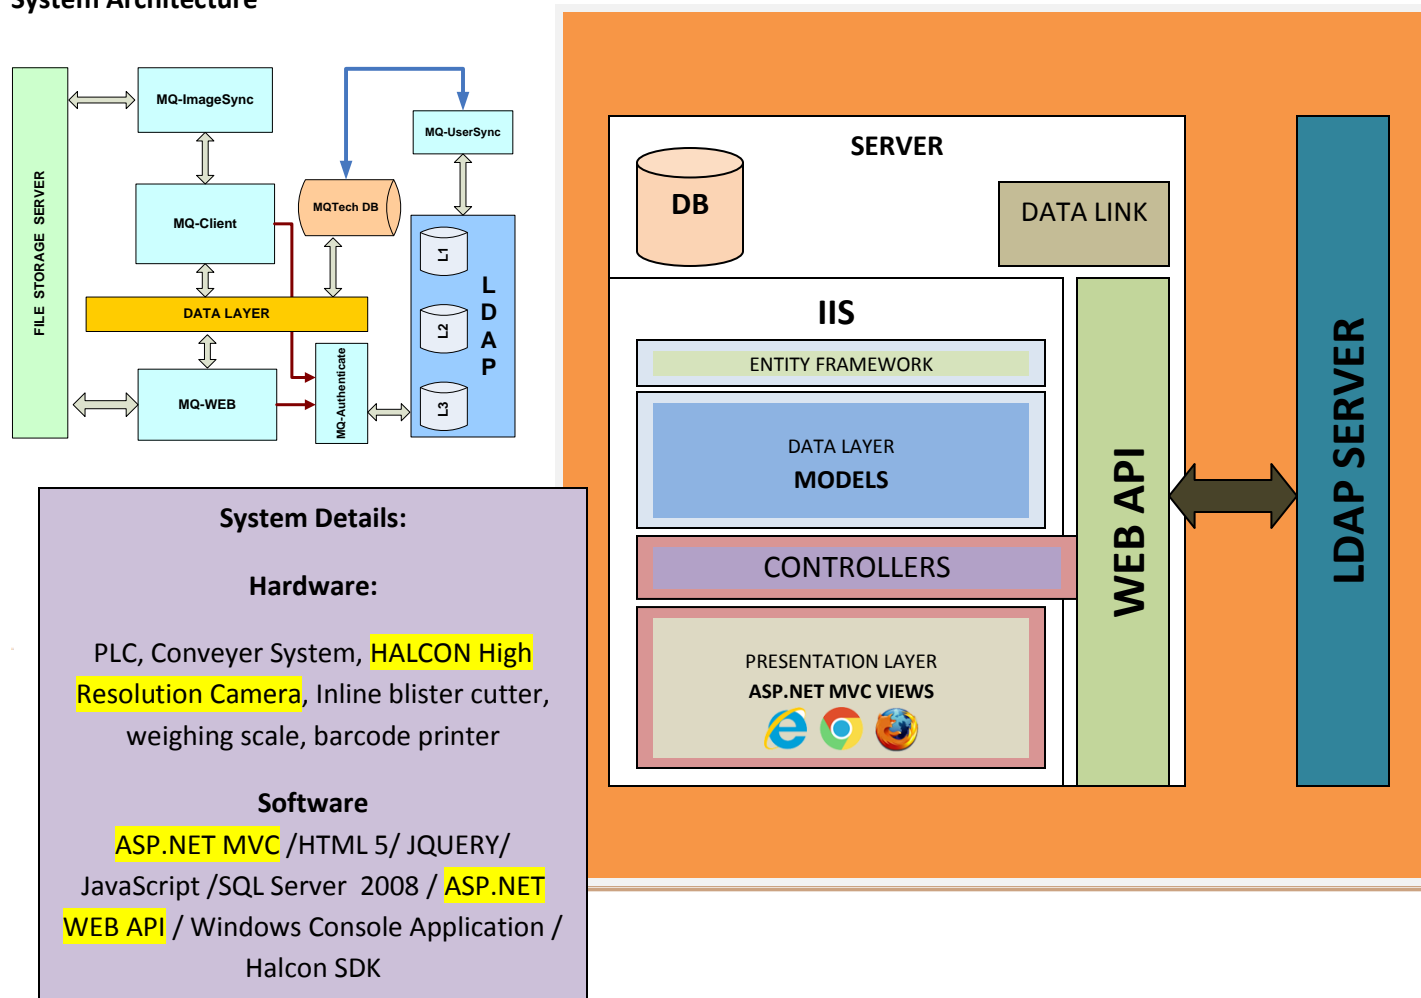 System Architecture
FILE STORAGE SERVER
MQ-ImageSync
MQ-UserSync
MQ-Client
MQTech DB
L1
L2
L3
L
D
A
P
DATA LAYER
MQ-WEB
MQ-Authenticate
SERVER
DB
DATA LINK
IIS
ENTITY FRAMEWORK
DATA LAYER
MODELS
CONTROLLERS
PRESENTATION LAYER
ASP.NET MVC VIEWS
WEB API
LDAP SERVER
System Details:
Hardware:
PLC, Conveyer System, HALCON High
Resolution Camera, Inline blister cutter,
weighing scale, barcode printer
Software
ASP.NET MVC /HTML 5/ JQUERY/
JavaScript /SQL Server 2008 / ASP.NET
WEB API / Windows Console Application /
Halcon SDK